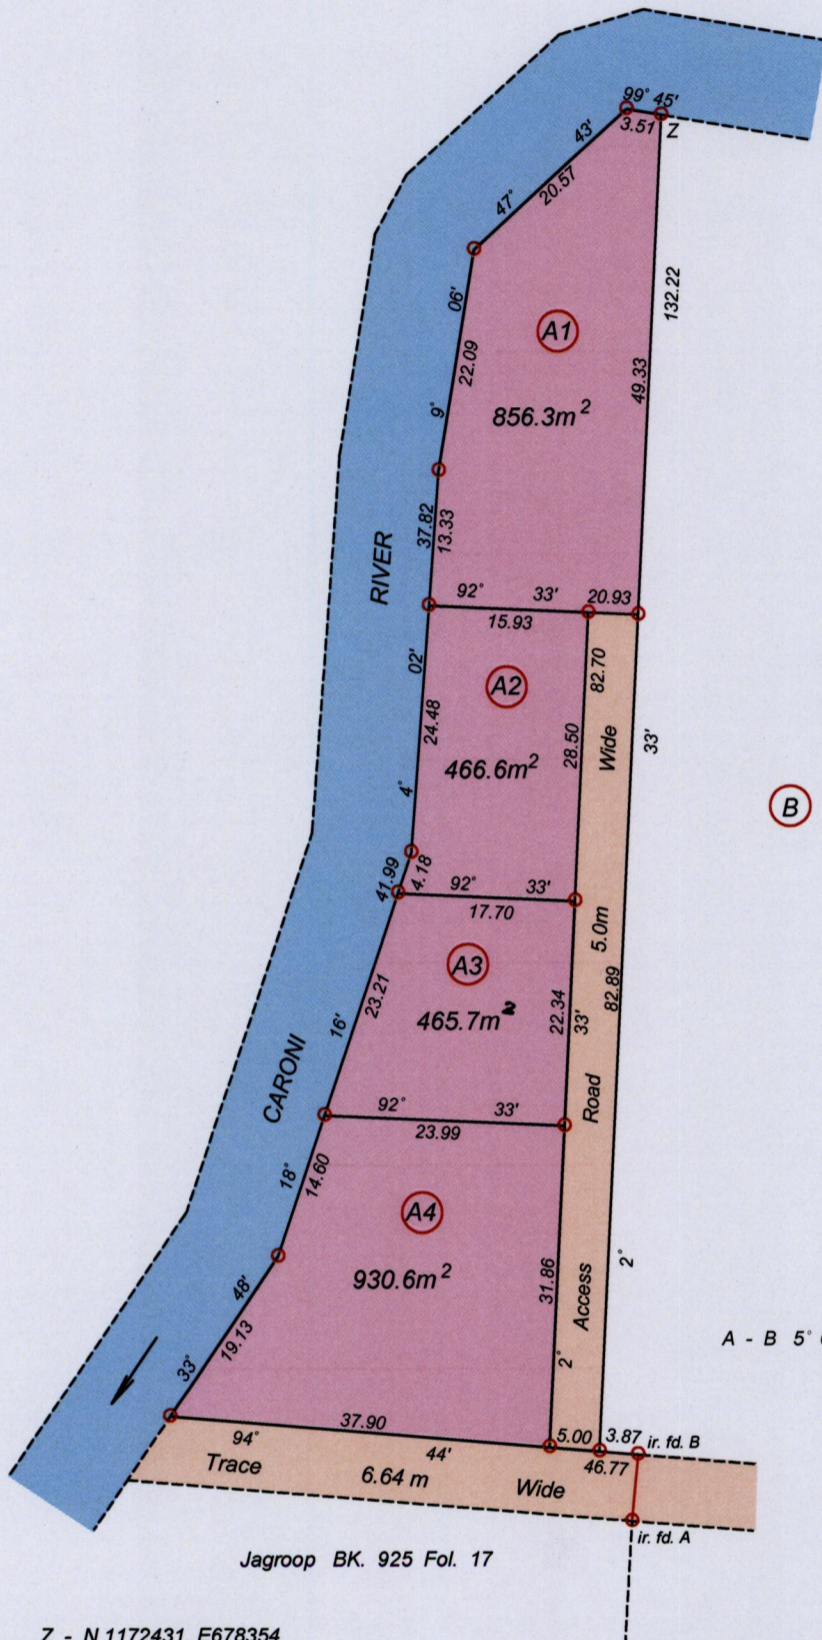 99° 45'
3.51
Z
43'
20.57
47°
132.22
06'
A1
22.09
49.33
856.3m²
9°
37.82
13.33
RIVER
92° 33' 20.93
15.93
02'
A2
82.70
24.48
28.50
Wide
33'
466.6m²
4°
B
41.99
4.18
92° 33'
17.70
5.0m
A3
82.89
23.21
22.34
33'
465.7m²
16'
CARONI
Road
92° 33'
23.99
18°
14.60
A4
2°
930.6m²
48'
31.86
Access
19.13
A - B 5°
33°
2°
37.90
5.00 3.87 ir. fd. B
94° 44' 46.77
Trace 6.64 m Wide
ir. fd. A
Jagroop BK. 925 Fol. 17
Z - N 1172431 E678354